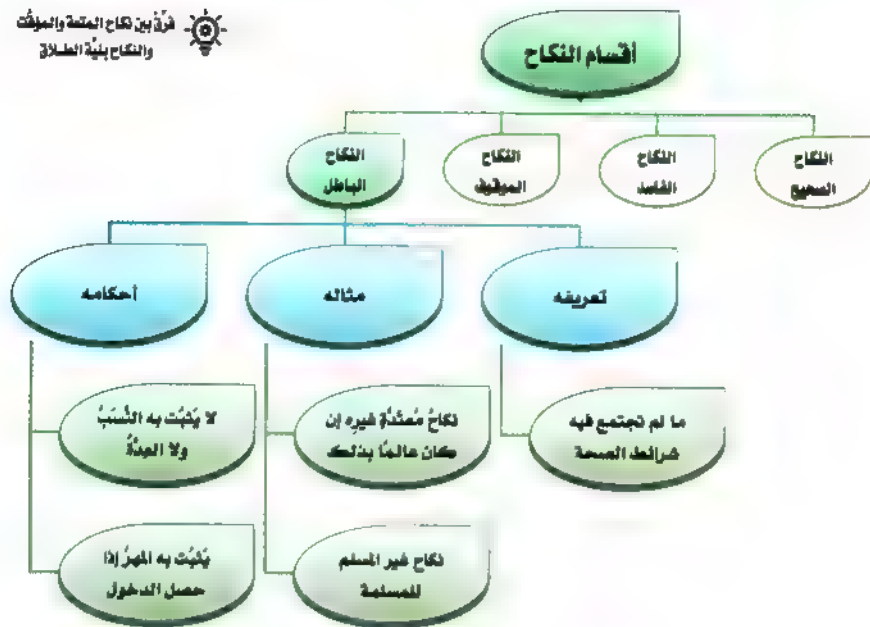 فرِّق بين نكاح المتعة والمؤقَّت
والنكاح بنيَّة الطلاق
أقسام النكاح
النكاح
الصحيح
النكاح
الفاسد
النكاح
الموقوف
النكاح
الباطل
تعريفه
مثاله
أحكامه
ما لم تجتمع فيه
شرائط الصحة
نكاحُ مُعتدَّةِ غيرِه إن
كان عالمًا بذلك
لا يَثبُت به النَّسَبُ
ولا العِدَّةُ
نكاح غير المسلم
للمسلمة
يَثبُت به المهرُ إذا
حصل الدخول